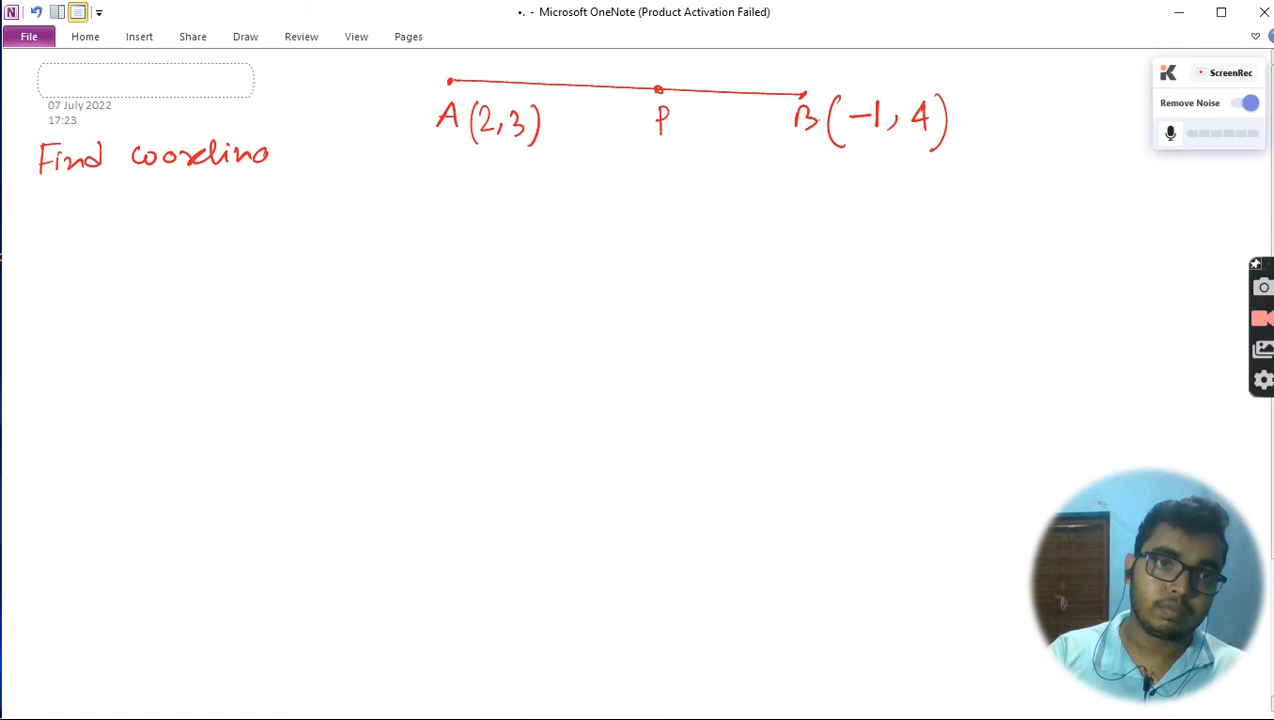 •. - Microsoft OneNote (Product Activation Failed)
File Home Insert Share Draw Review View Pages
07 July 2022
17:23
ScreenRec
Remove Noise
A(2,3) P B(-1,4)
Find coordina